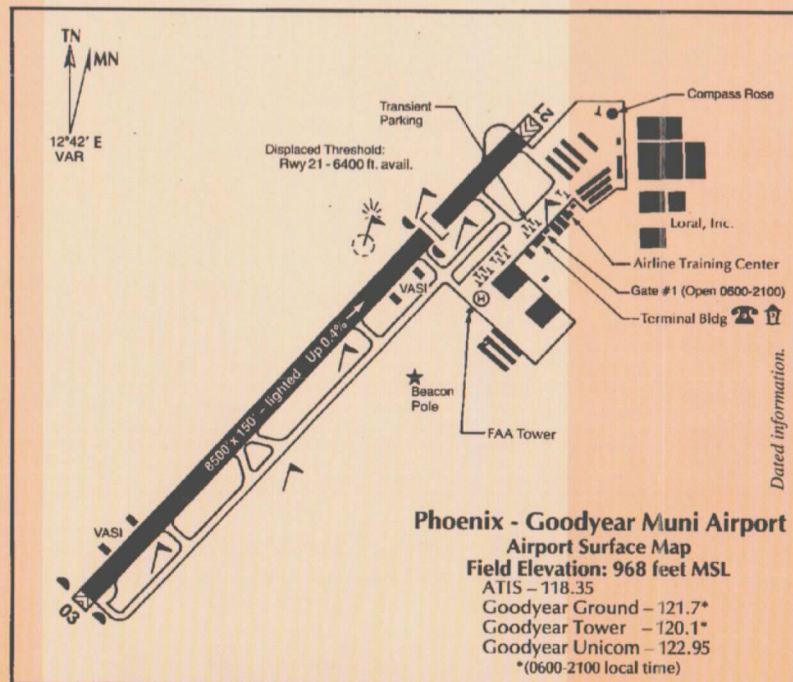 TN
MN
12°42' E
VAR
Transient
Parking
Compass Rose
Displaced Threshold:
Rwy 21 - 6400 ft. avail.
21
Loral, Inc.
Airline Training Center
Gate #1 (Open 0600-2100)
Terminal Bldg
VASI
H
8500' x 150' – lighted Up 0.4% →
Beacon
Pole
FAA Tower
VASI
03
Dated information.
Phoenix - Goodyear Muni Airport
Airport Surface Map
Field Elevation: 968 feet MSL
ATIS – 118.35
Goodyear Ground – 121.7*
Goodyear Tower – 120.1*
Goodyear Unicom – 122.95
*(0600-2100 local time)